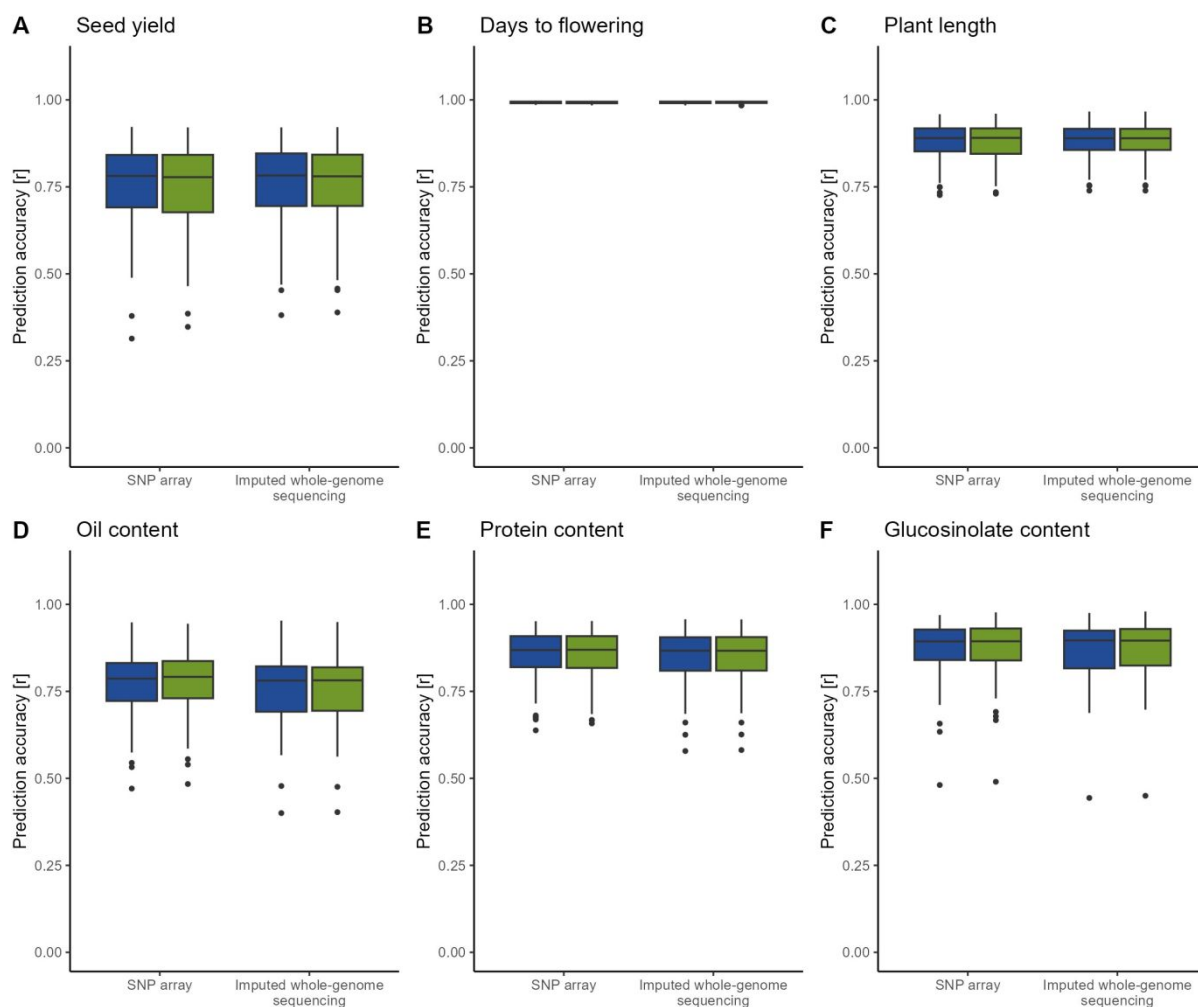 A Seed yield
Prediction accuracy [r]
1.00
0.75
0.50
0.25
0.00
SNP array
Imputed whole-genome
sequencing
B Days to flowering
Prediction accuracy [r]
1.00
0.75
0.50
0.25
0.00
SNP array
Imputed whole-genome
sequencing
C Plant length
Prediction accuracy [r]
1.00
0.75
0.50
0.25
0.00
SNP array
Imputed whole-genome
sequencing
D Oil content
Prediction accuracy [r]
1.00
0.75
0.50
0.25
0.00
SNP array
Imputed whole-genome
sequencing
E Protein content
Prediction accuracy [r]
1.00
0.75
0.50
0.25
0.00
SNP array
Imputed whole-genome
sequencing
F Glucosinolate content
Prediction accuracy [r]
1.00
0.75
0.50
0.25
0.00
SNP array
Imputed whole-genome
sequencing